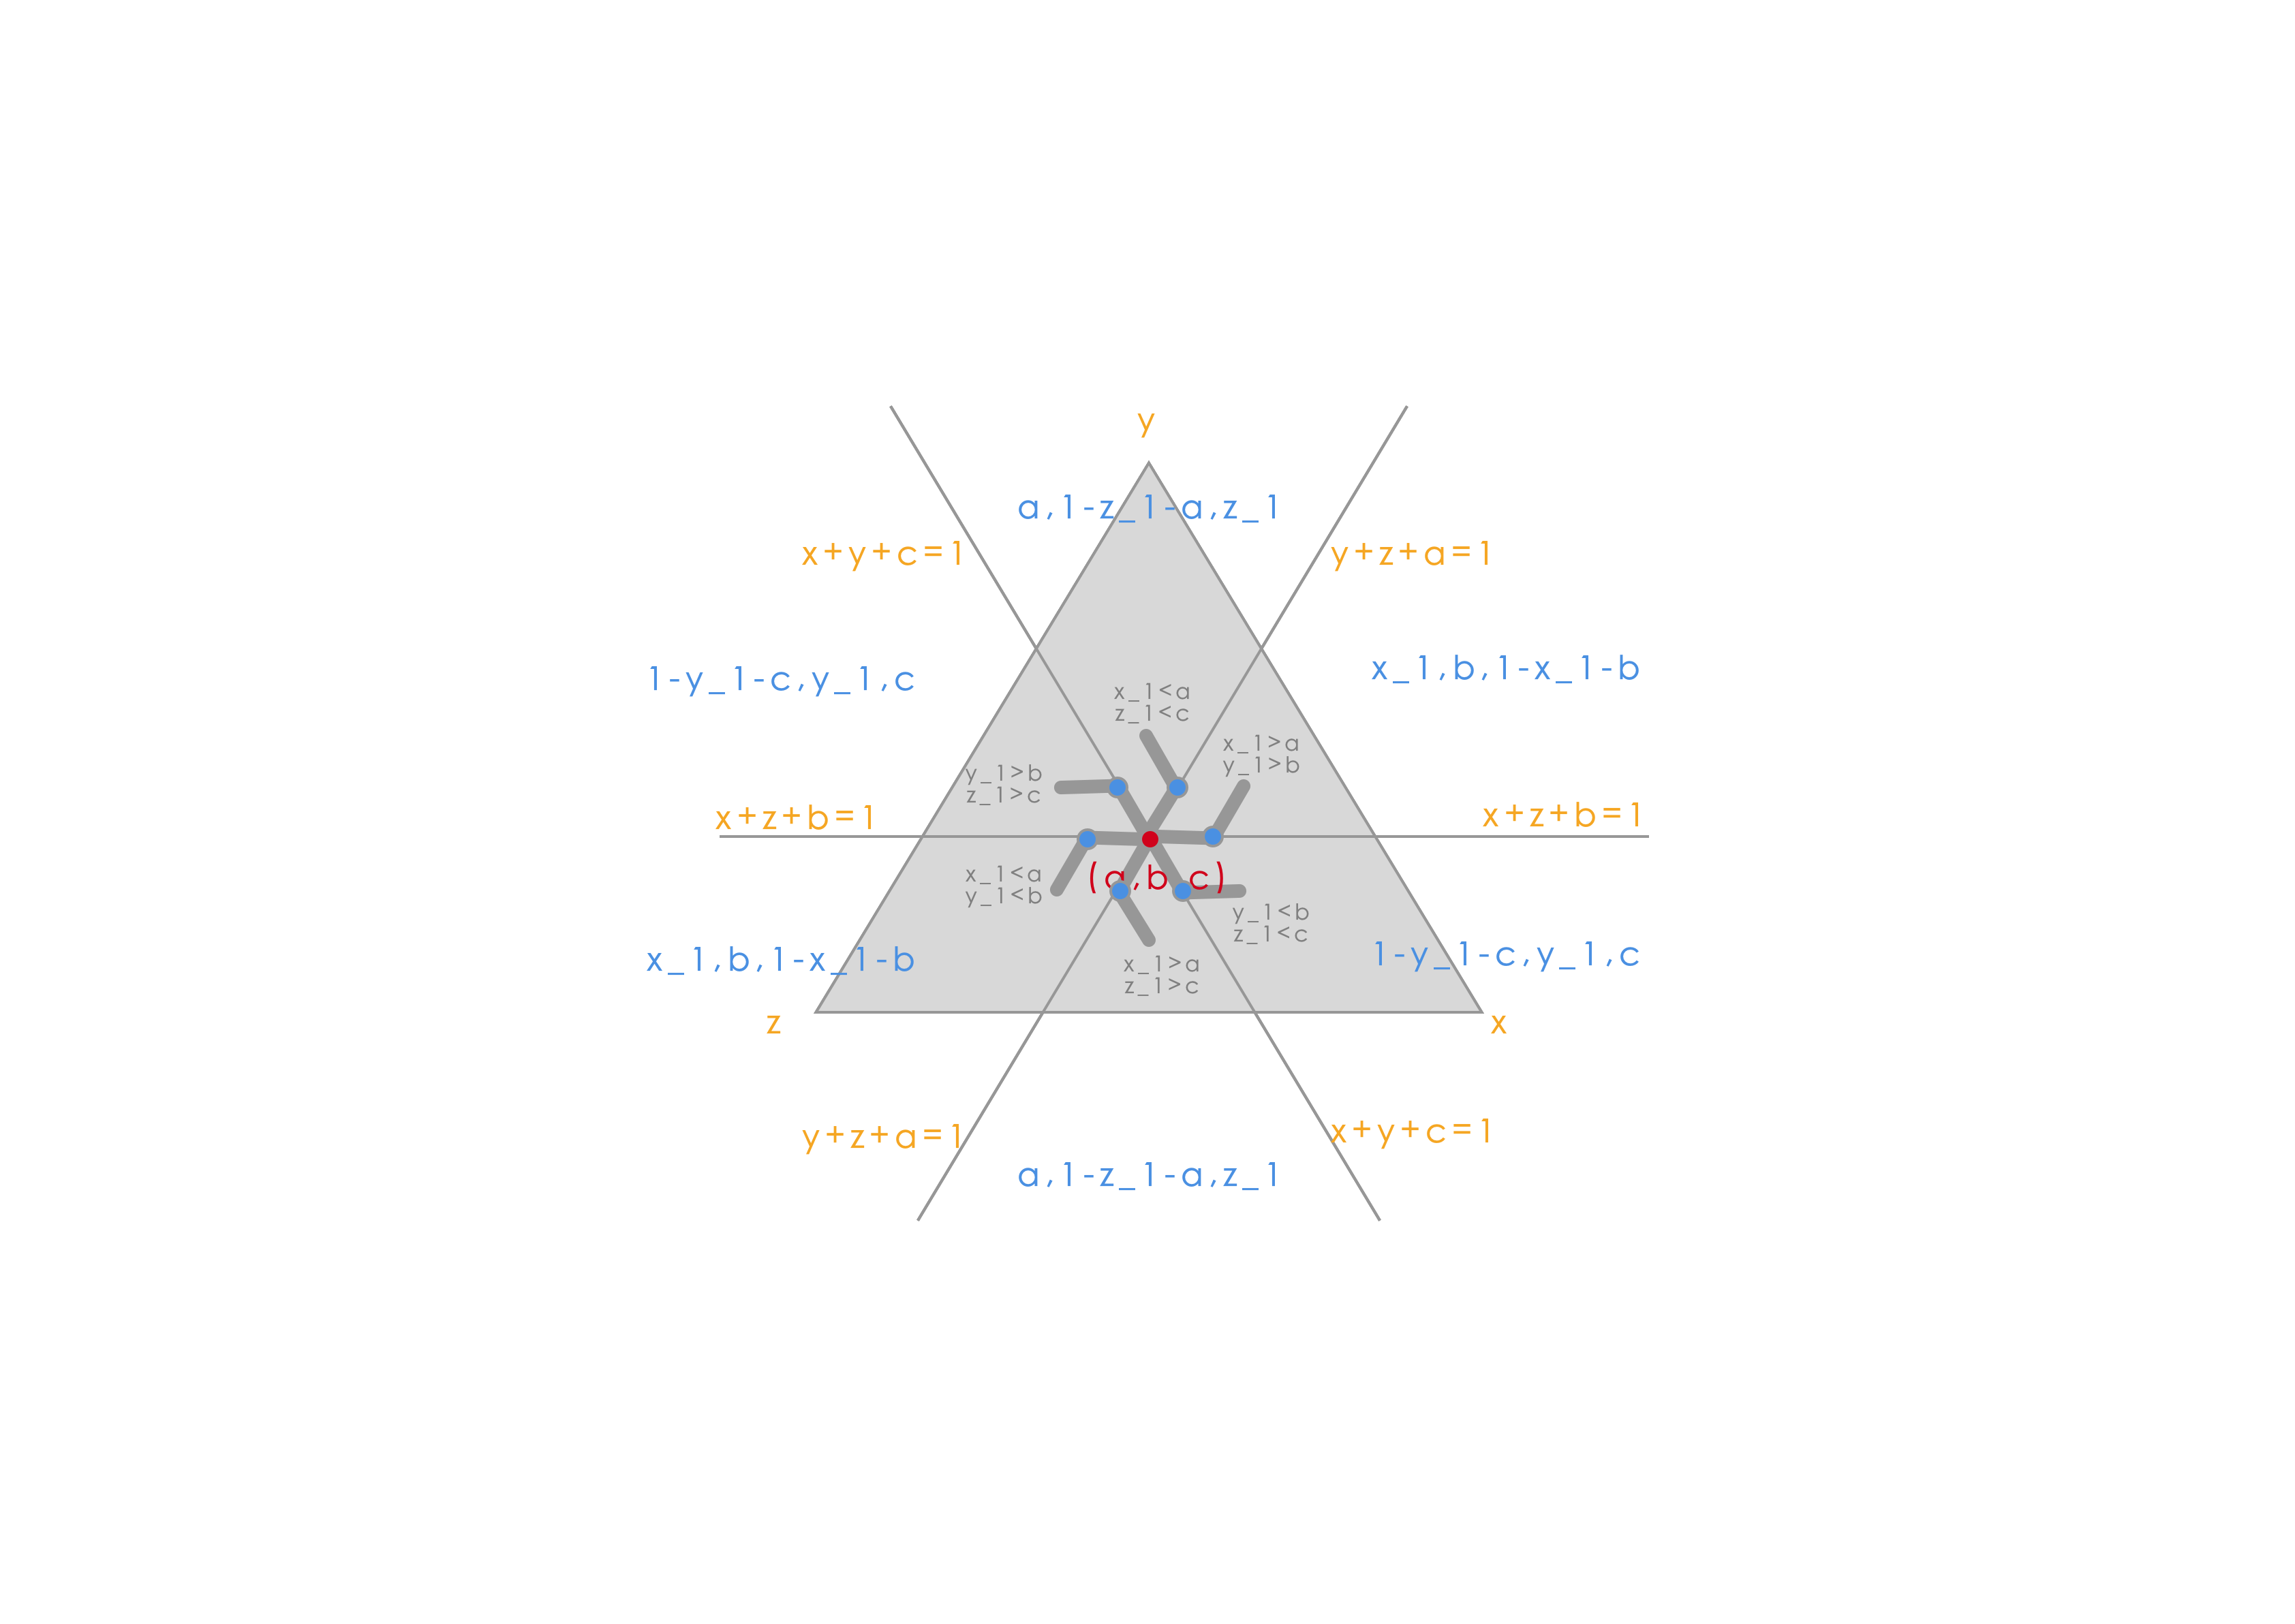 y
a,1-z_1-a,z_1
x+y+c=1
y+z+a=1
1-y_1-c,y_1,c
x_1,b,1-x_1-b
x_1<a
z_1<c
x_1>a
y_1>b
y_1>b
z_1>c
x+z+b=1
x+z+b=1
(a,b,c)
x_1<a
y_1<b
y_1<b
z_1<c
x_1,b,1-x_1-b
1-y_1-c,y_1,c
x_1>a
z_1>c
z
x
y+z+a=1
x+y+c=1
a,1-z_1-a,z_1